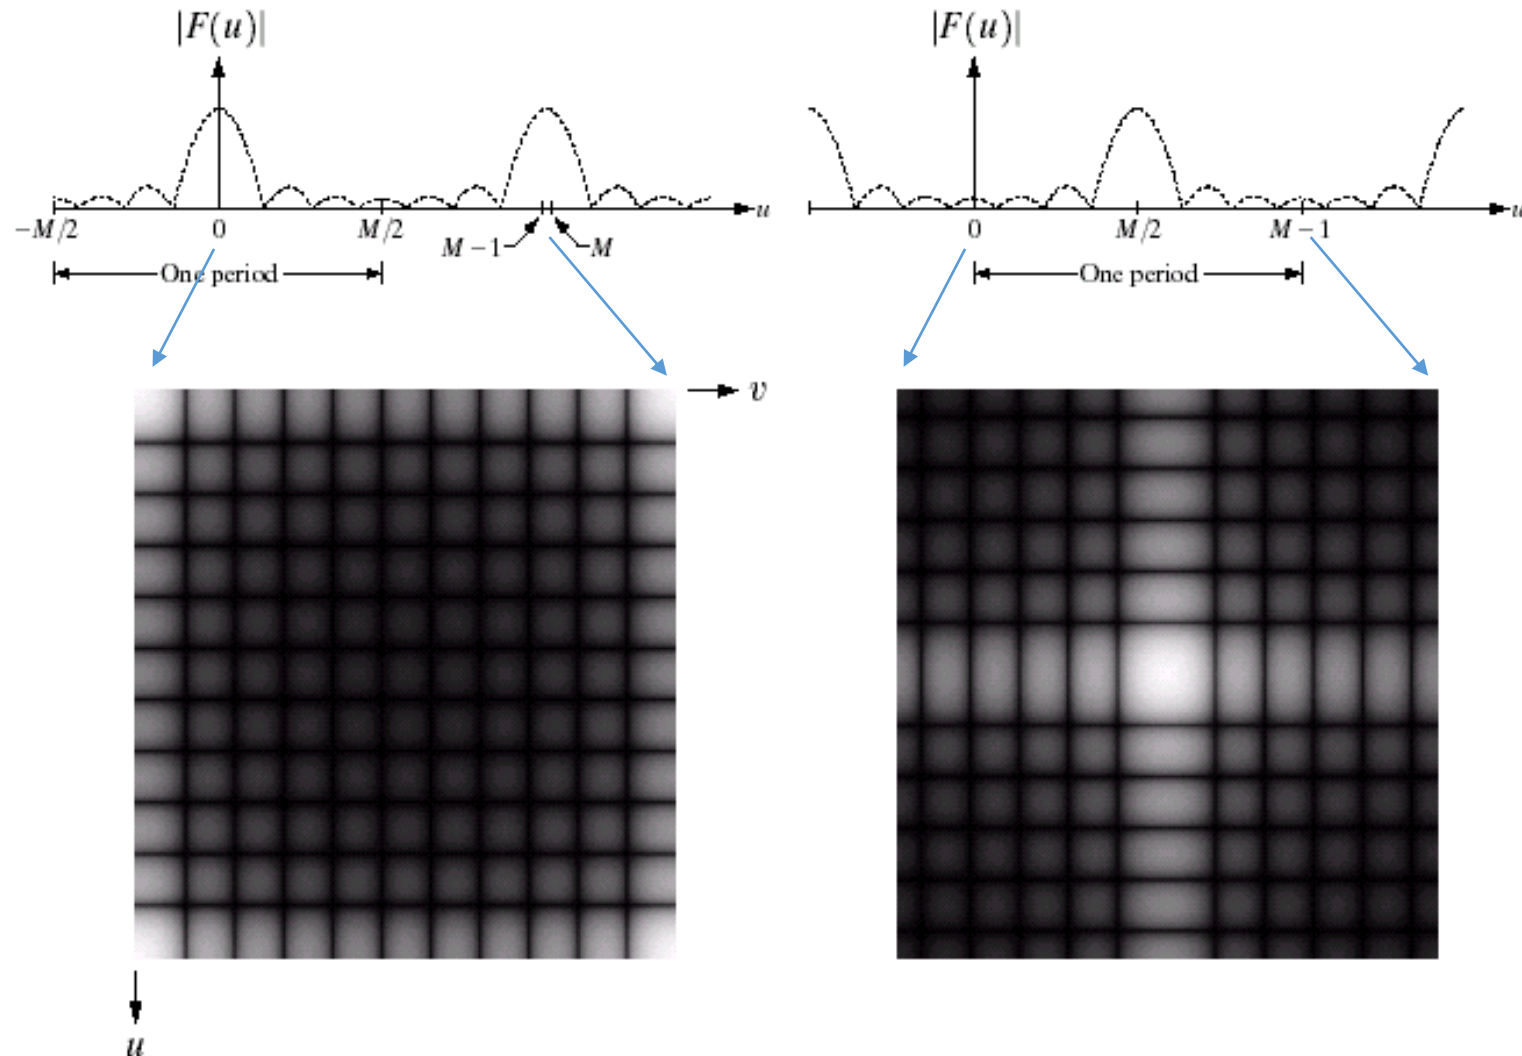 |F(u)|
|F(u)|
u
u
−M/2
0
M/2
M − 1
M
0
M/2
M − 1
One period
One period
v
u